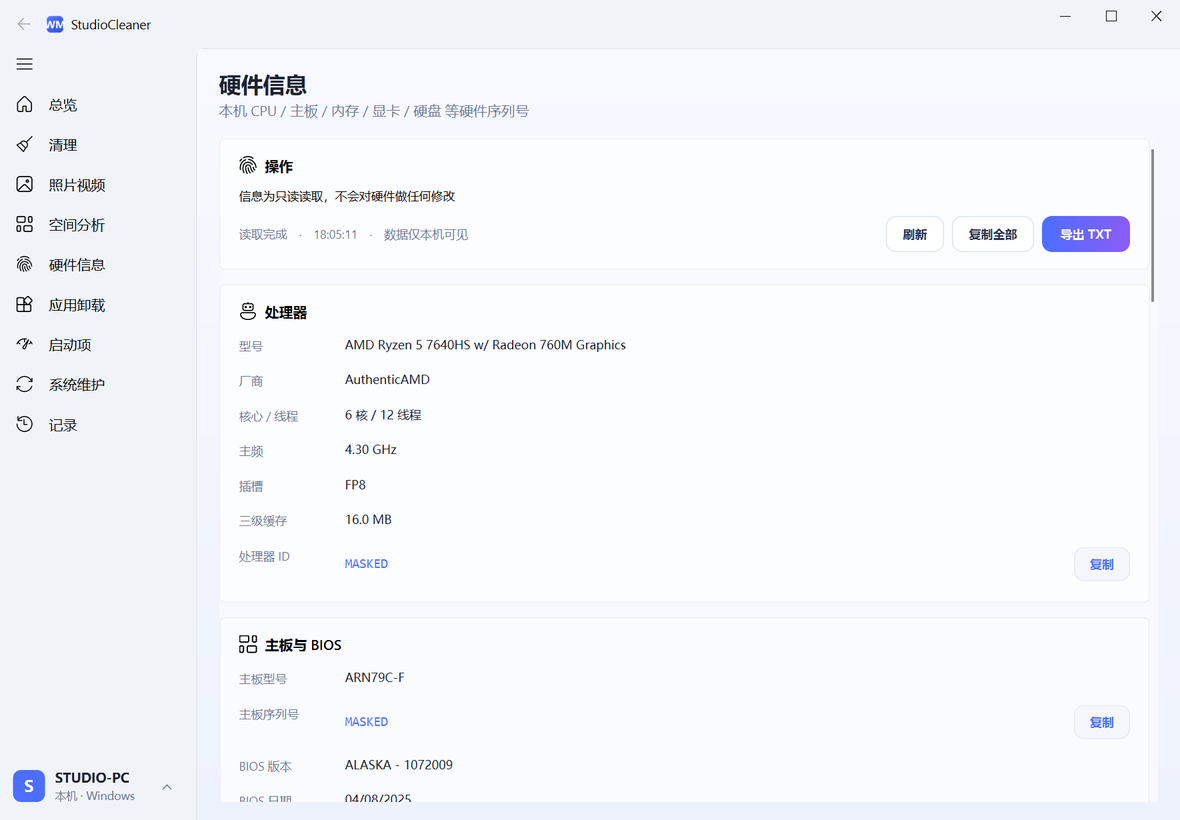 WM StudioCleaner
总览
清理
照片视频
空间分析
硬件信息
应用卸载
启动项
系统维护
记录
S
STUDIO-PC
本机 · Windows
硬件信息
本机 CPU / 主板 / 内存 / 显卡 / 硬盘 等硬件序列号
操作
信息为只读读取，不会对硬件做任何修改
读取完成 · 18:05:11 · 数据仅本机可见
刷新 复制全部 导出 TXT
处理器
型号 AMD Ryzen 5 7640HS w/ Radeon 760M Graphics
厂商 AuthenticAMD
核心 / 线程 6 核 / 12 线程
主频 4.30 GHz
插槽 FP8
三级缓存 16.0 MB
处理器 ID MASKED 复制
主板与 BIOS
主板型号 ARN79C-F
主板序列号 MASKED 复制
BIOS 版本 ALASKA - 1072009
BIOS 日期 04/08/2025